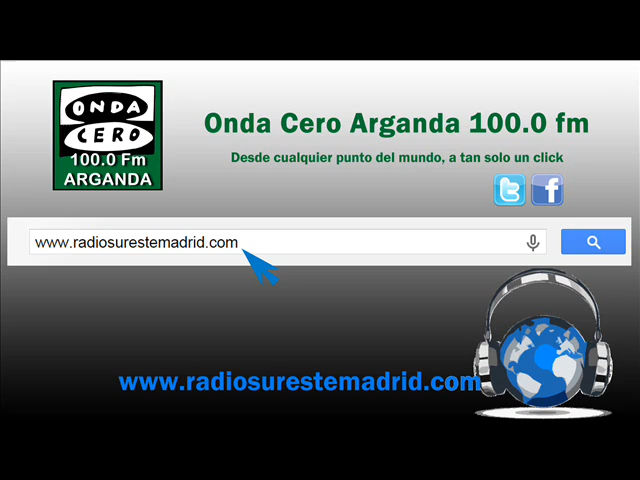 ONDA
CERO
100.0 Fm
ARGANDA
Onda Cero Arganda 100.0 fm
Desde cualquier punto del mundo, a tan solo un click
www.radiosurestemadrid.com
www.radiosurestemadrid.com